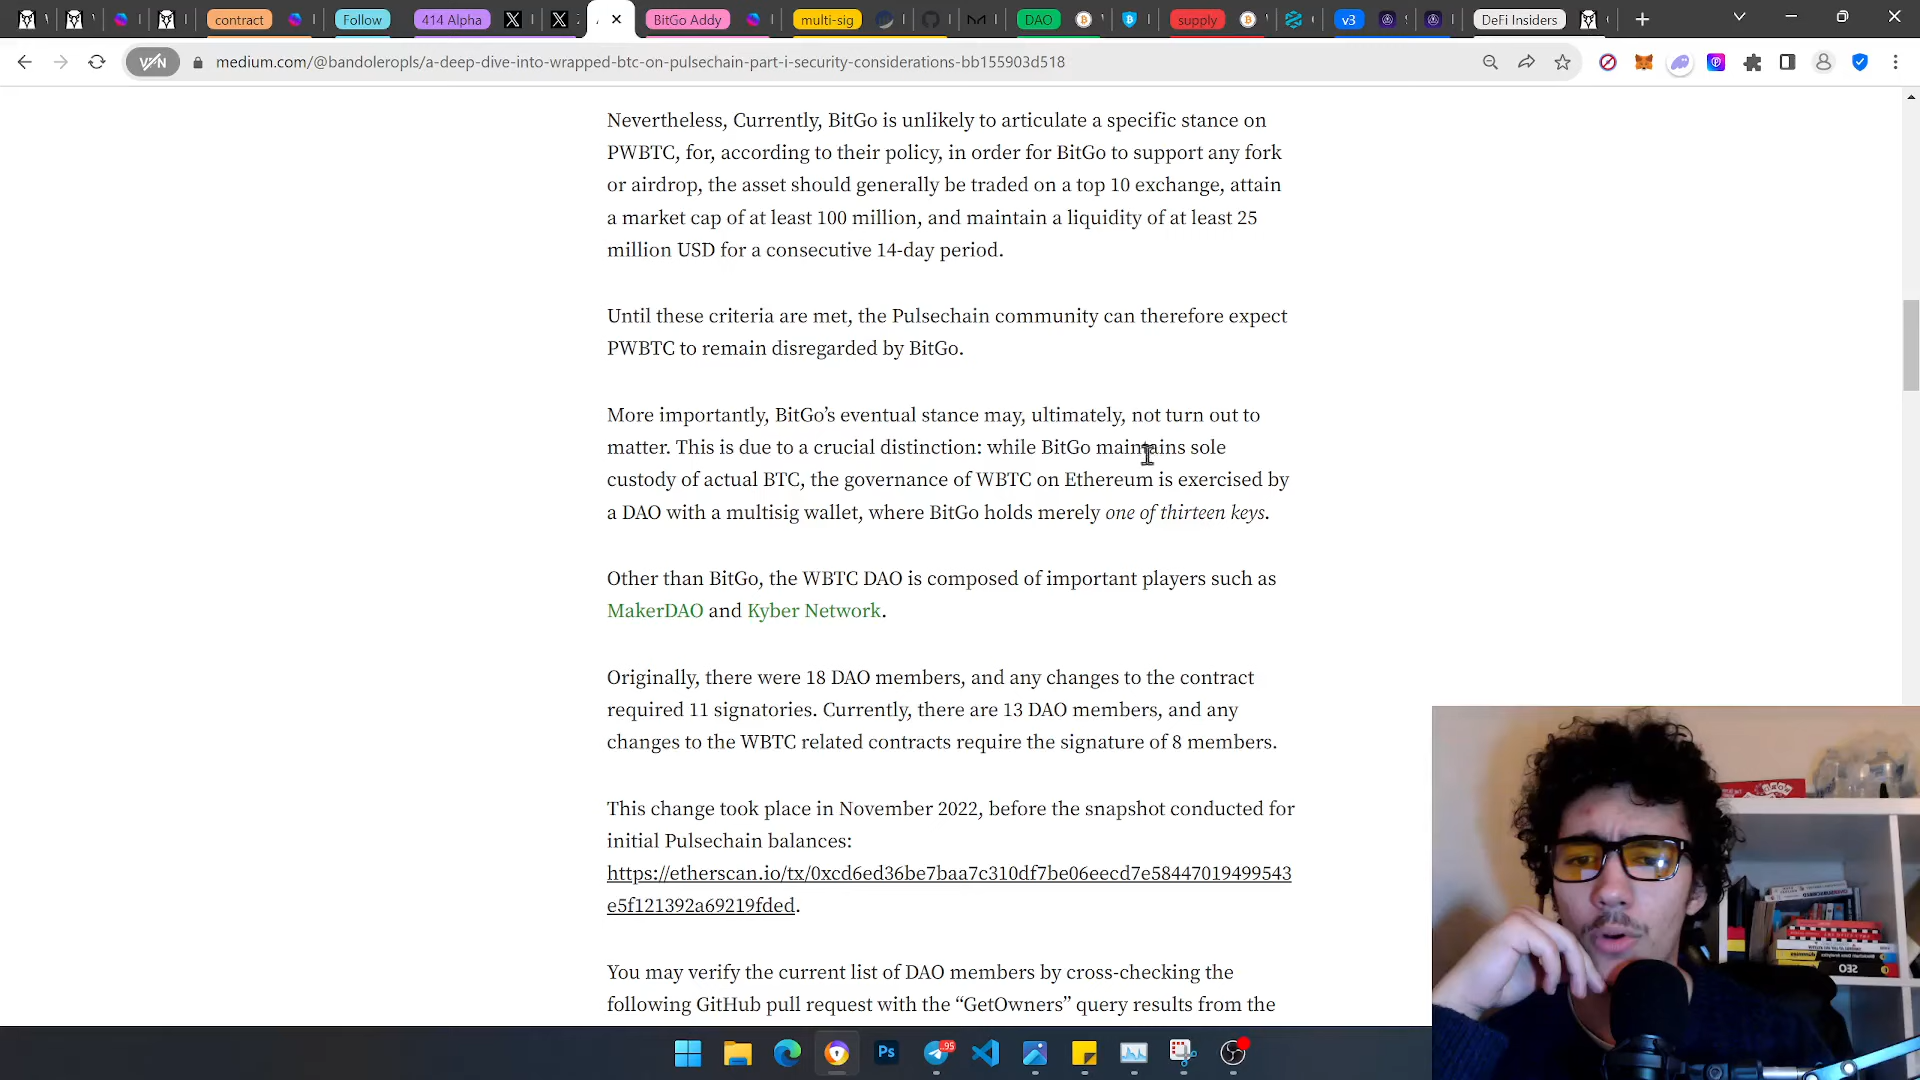 contract
Follow
414 Alpha
BitGo Addy
multi-sig
DAO
supply
v3
DeFi Insiders
medium.com/@bandoleropls/a-deep-dive-into-wrapped-btc-on-pulsechain-part-i-security-considerations-bb155903d518
Nevertheless, Currently, BitGo is unlikely to articulate a specific stance on
PWBTC, for, according to their policy, in order for BitGo to support any fork
or airdrop, the asset should generally be traded on a top 10 exchange, attain
a market cap of at least 100 million, and maintain a liquidity of at least 25
million USD for a consecutive 14-day period.
Until these criteria are met, the Pulsechain community can therefore expect
PWBTC to remain disregarded by BitGo.
More importantly, BitGo’s eventual stance may, ultimately, not turn out to
matter. This is due to a crucial distinction: while BitGo maintains sole
custody of actual BTC, the governance of WBTC on Ethereum is exercised by
a DAO with a multisig wallet, where BitGo holds merely one of thirteen keys.
Other than BitGo, the WBTC DAO is composed of important players such as
MakerDAO and Kyber Network.
Originally, there were 18 DAO members, and any changes to the contract
required 11 signatories. Currently, there are 13 DAO members, and any
changes to the WBTC related contracts require the signature of 8 members.
This change took place in November 2022, before the snapshot conducted for
initial Pulsechain balances:
https://etherscan.io/tx/0xcd6ed36be7baa7c310df7be06eecd7e58447019499543
e5f121392a69219fded.
You may verify the current list of DAO members by cross-checking the
following GitHub pull request with the “GetOwners” query results from the
Ps
95
SEO